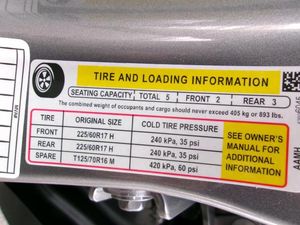 TIRE AND LOADING INFORMATION
SEATING CAPACITY TOTAL 5 FRONT 2 REAR 3
The combined weight of occupants and cargo should never exceed 405 kg or 893 lbs.
TIRE ORIGINAL SIZE COLD TIRE PRESSURE
FRONT 225/60R17 H 240 kPa, 35 psi
REAR 225/60R17 H 240 kPa, 35 psi
SPARE T125/70R16 M 420 kPa, 60 psi
SEE OWNER'S
MANUAL FOR
ADDITIONAL
INFORMATION
AAMH